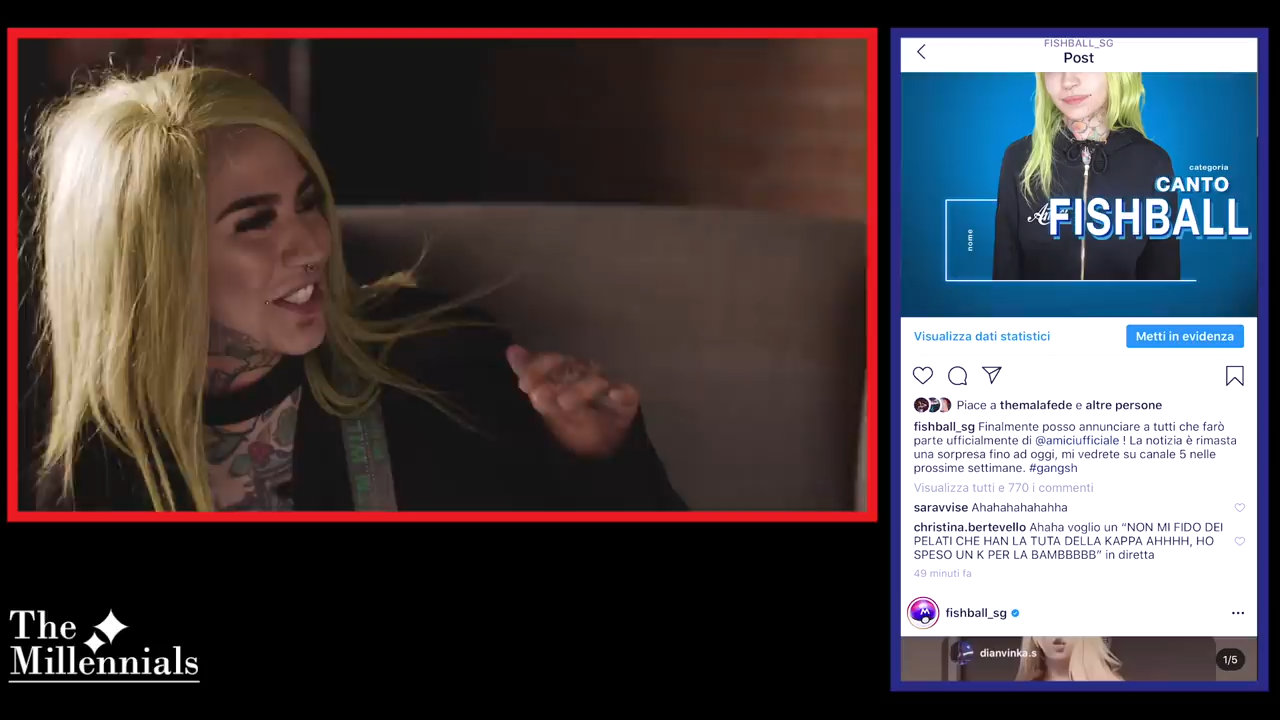 FISHBALL_SG
Post
categoria
CANTO
FISHBALL
nome
Visualizza dati statistici
Metti in evidenza
Piace a themalafede e altre persone
fishball_sg Finalmente posso annunciare a tutti che farò
parte ufficialmente di @amiciufficiale ! La notizia è rimasta
una sorpresa fino ad oggi, mi vedrete su canale 5 nelle
prossime settimane. #gangsh
Visualizza tutti e 770 i commenti
saravvise Ahahahahahahha
christina.bertevello Ahaha voglio un “NON MI FIDO DEI
PELATI CHE HAN LA TUTA DELLA KAPPA AHHHH, HO
SPESO UN K PER LA BAMBBBBB” in diretta
49 minuti fa
fishball_sg
dianvinka.s
1/5
The
Millennials